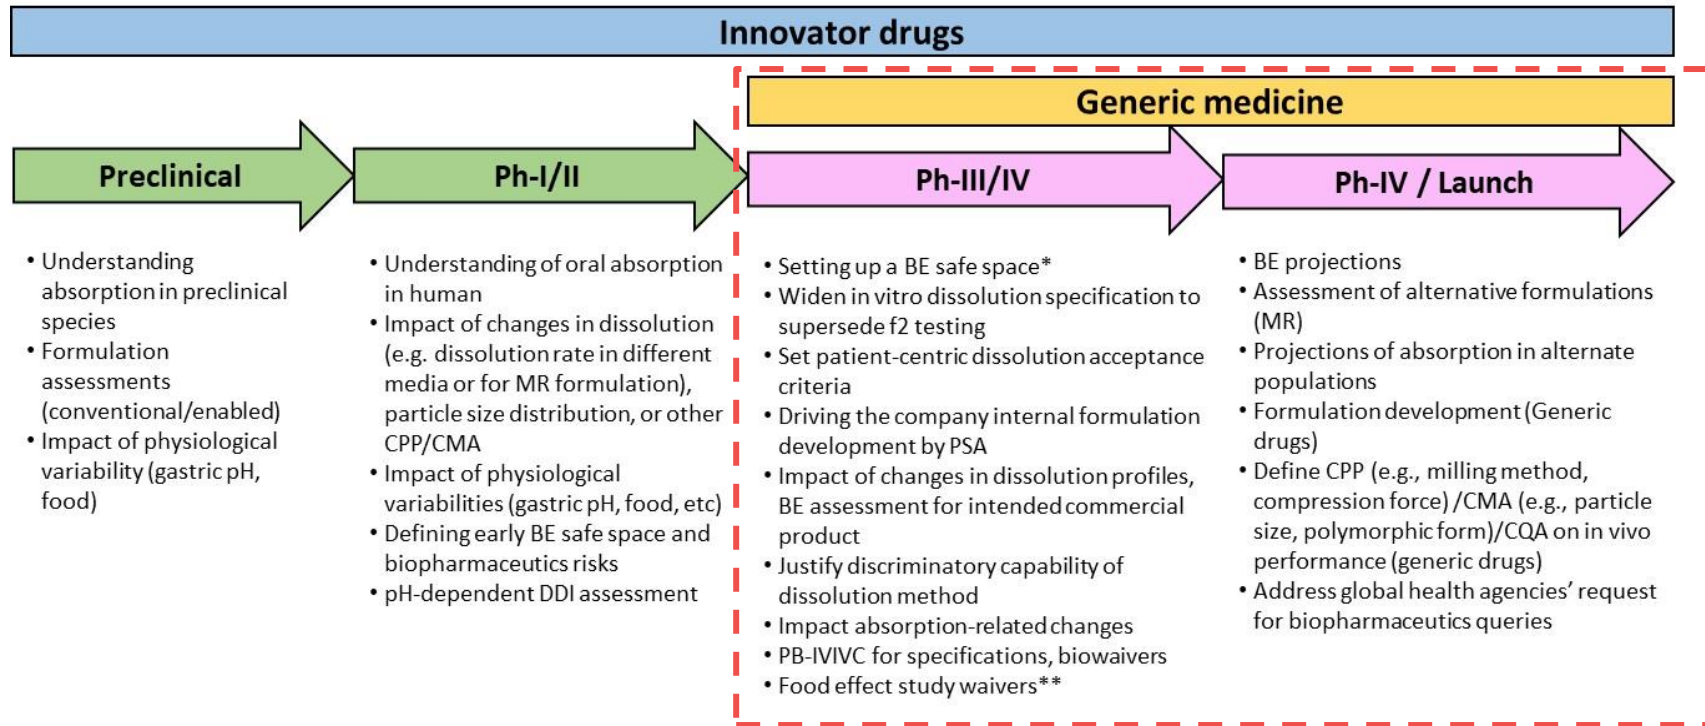 Innovator drugs
Generic medicine
Preclinical
Ph-I/II
Ph-III/IV
Ph-IV / Launch
• Understanding
absorption in preclinical
species
• Formulation
assessments
(conventional/enabled)
• Impact of physiological
variability (gastric pH,
food)
• Understanding of oral absorption
in human
• Impact of changes in dissolution
(e.g. dissolution rate in different
media or for MR formulation),
particle size distribution, or other
CPP/CMA
• Impact of physiological
variabilities (gastric pH, food, etc)
• Defining early BE safe space and
biopharmaceutics risks
• pH-dependent DDI assessment
• Setting up a BE safe space*
• Widen in vitro dissolution specification to
supersede f2 testing
• Set patient-centric dissolution acceptance
criteria
• Driving the company internal formulation
development by PSA
• Impact of changes in dissolution profiles,
BE assessment for intended commercial
product
• Justify discriminatory capability of
dissolution method
• Impact absorption-related changes
• PB-IVIVC for specifications, biowaivers
• Food effect study waivers**
• BE projections
• Assessment of alternative formulations
(MR)
• Projections of absorption in alternate
populations
• Formulation development (Generic
drugs)
• Define CPP (e.g., milling method,
compression force) /CMA (e.g., particle
size, polymorphic form)/CQA on in vivo
performance (generic drugs)
• Address global health agencies’ request
for biopharmaceutics queries